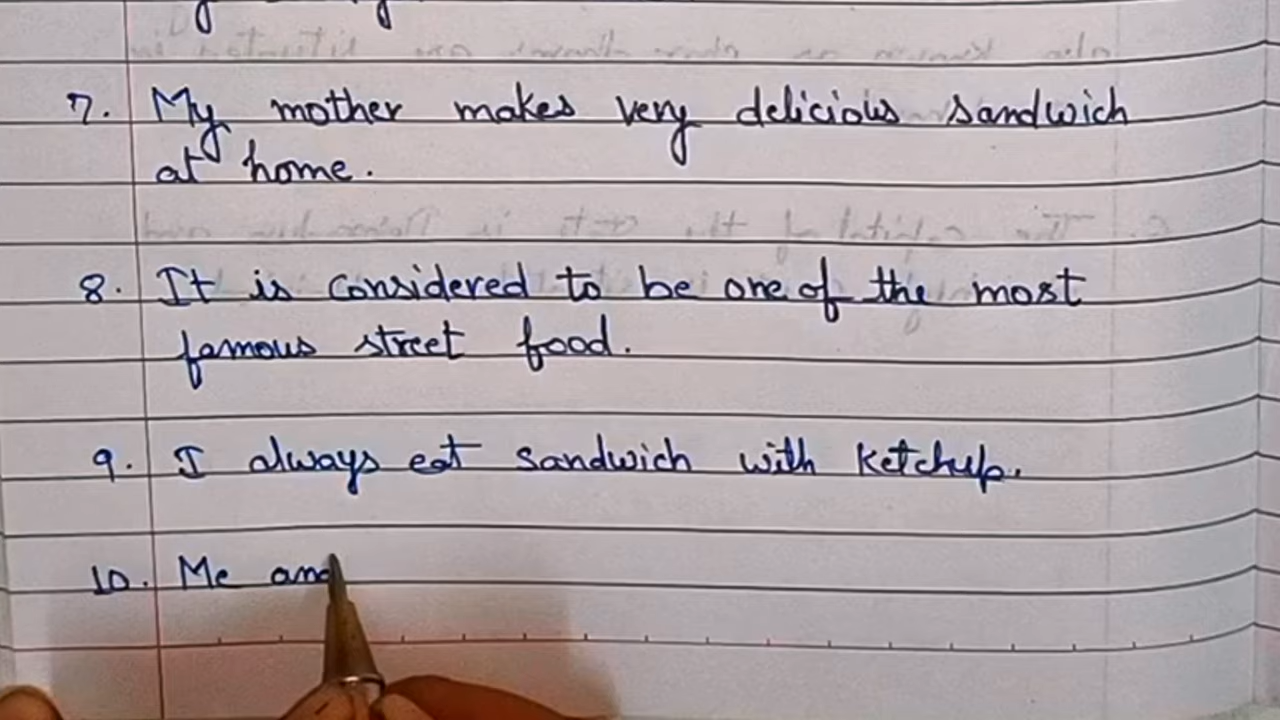 7. My mother makes very delicious sandwich
at home.
8. It is considered to be one of the most
famous street food.
9. I always eat sandwich with ketchup.
10. Me and